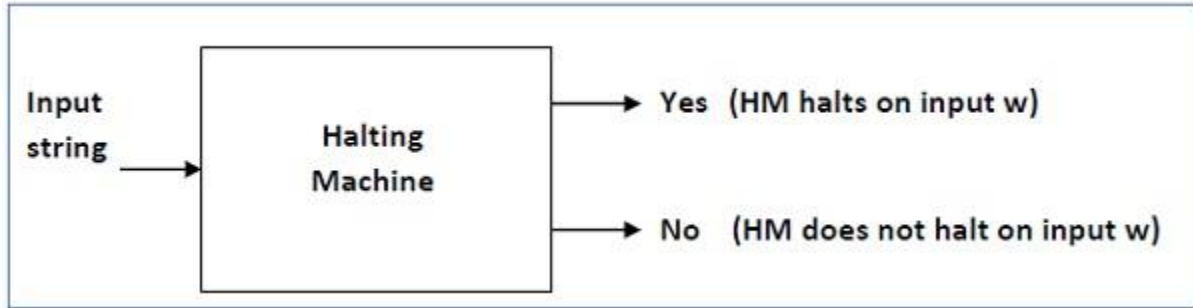 Input
string
Halting
Machine
Yes (HM halts on input w)
No (HM does not halt on input w)